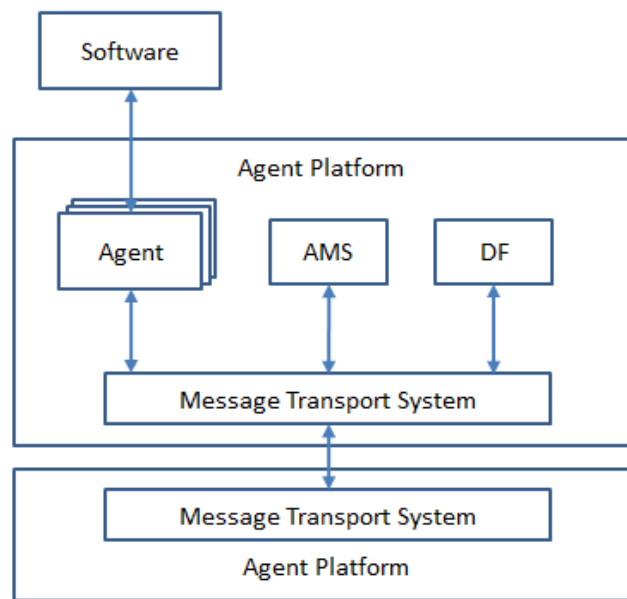 Software
Agent Platform
Agent
AMS
DF
Message Transport System
Message Transport System
Agent Platform